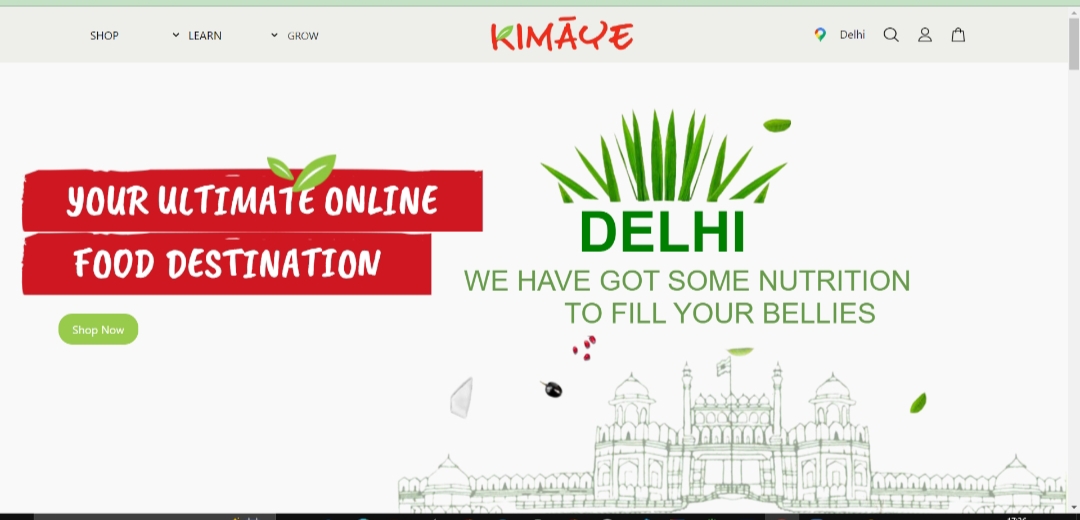 SHOP
LEARN
GROW
KIMĀYE
Delhi
YOUR ULTIMATE ONLINE
FOOD DESTINATION
Shop Now
DELHI
WE HAVE GOT SOME NUTRITION
TO FILL YOUR BELLIES